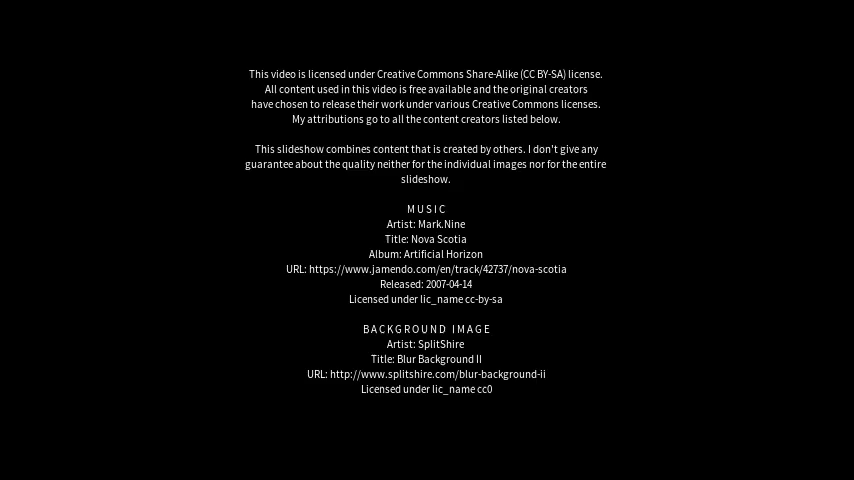 This video is licensed under Creative Commons Share-Alike (CC BY-SA) license.
All content used in this video is free available and the original creators
have chosen to release their work under various Creative Commons licenses.
My attributions go to all the content creators listed below.
This slideshow combines content that is created by others. I don't give any
guarantee about the quality neither for the individual images nor for the entire
slideshow.
MUSIC
Artist: Mark.Nine
Title: Nova Scotia
Album: Artificial Horizon
URL: https://www.jamendo.com/en/track/42737/nova-scotia
Released: 2007-04-14
Licensed under lic_name cc-by-sa
BACKGROUND IMAGE
Artist: SplitShire
Title: Blur Background II
URL: http://www.splitshire.com/blur-background-ii
Licensed under lic_name cc0